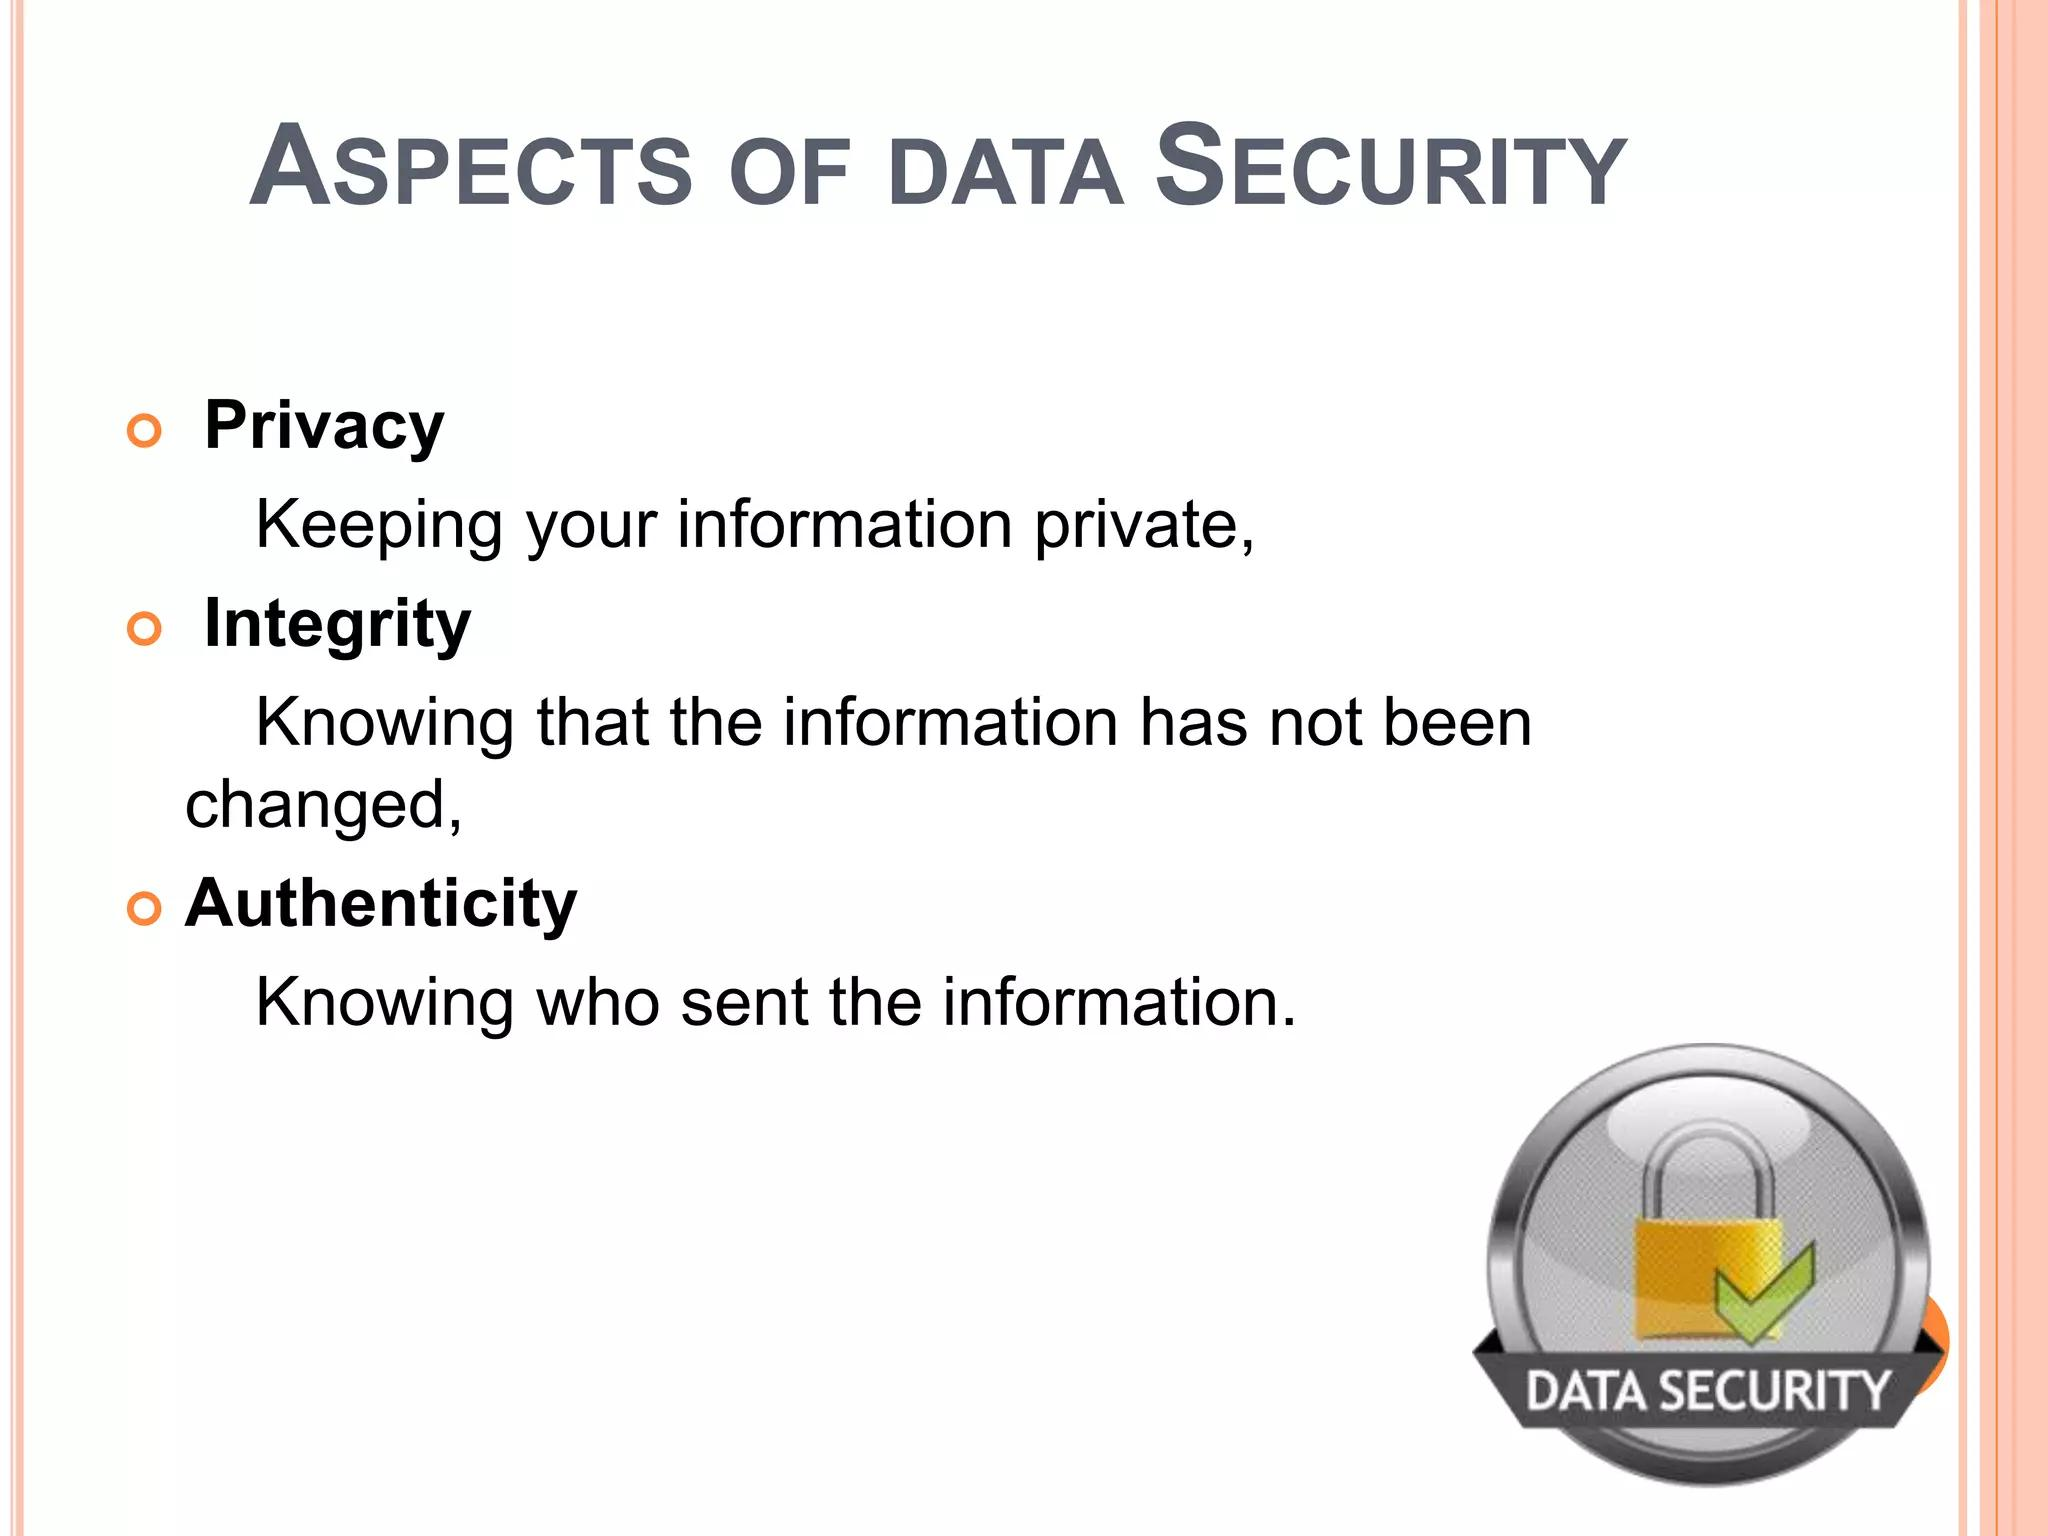 ASPECTS OF DATA SECURITY
Privacy
Keeping your information private,
Integrity
Knowing that the information has not been
changed,
Authenticity
Knowing who sent the information.
DATA SECURITY